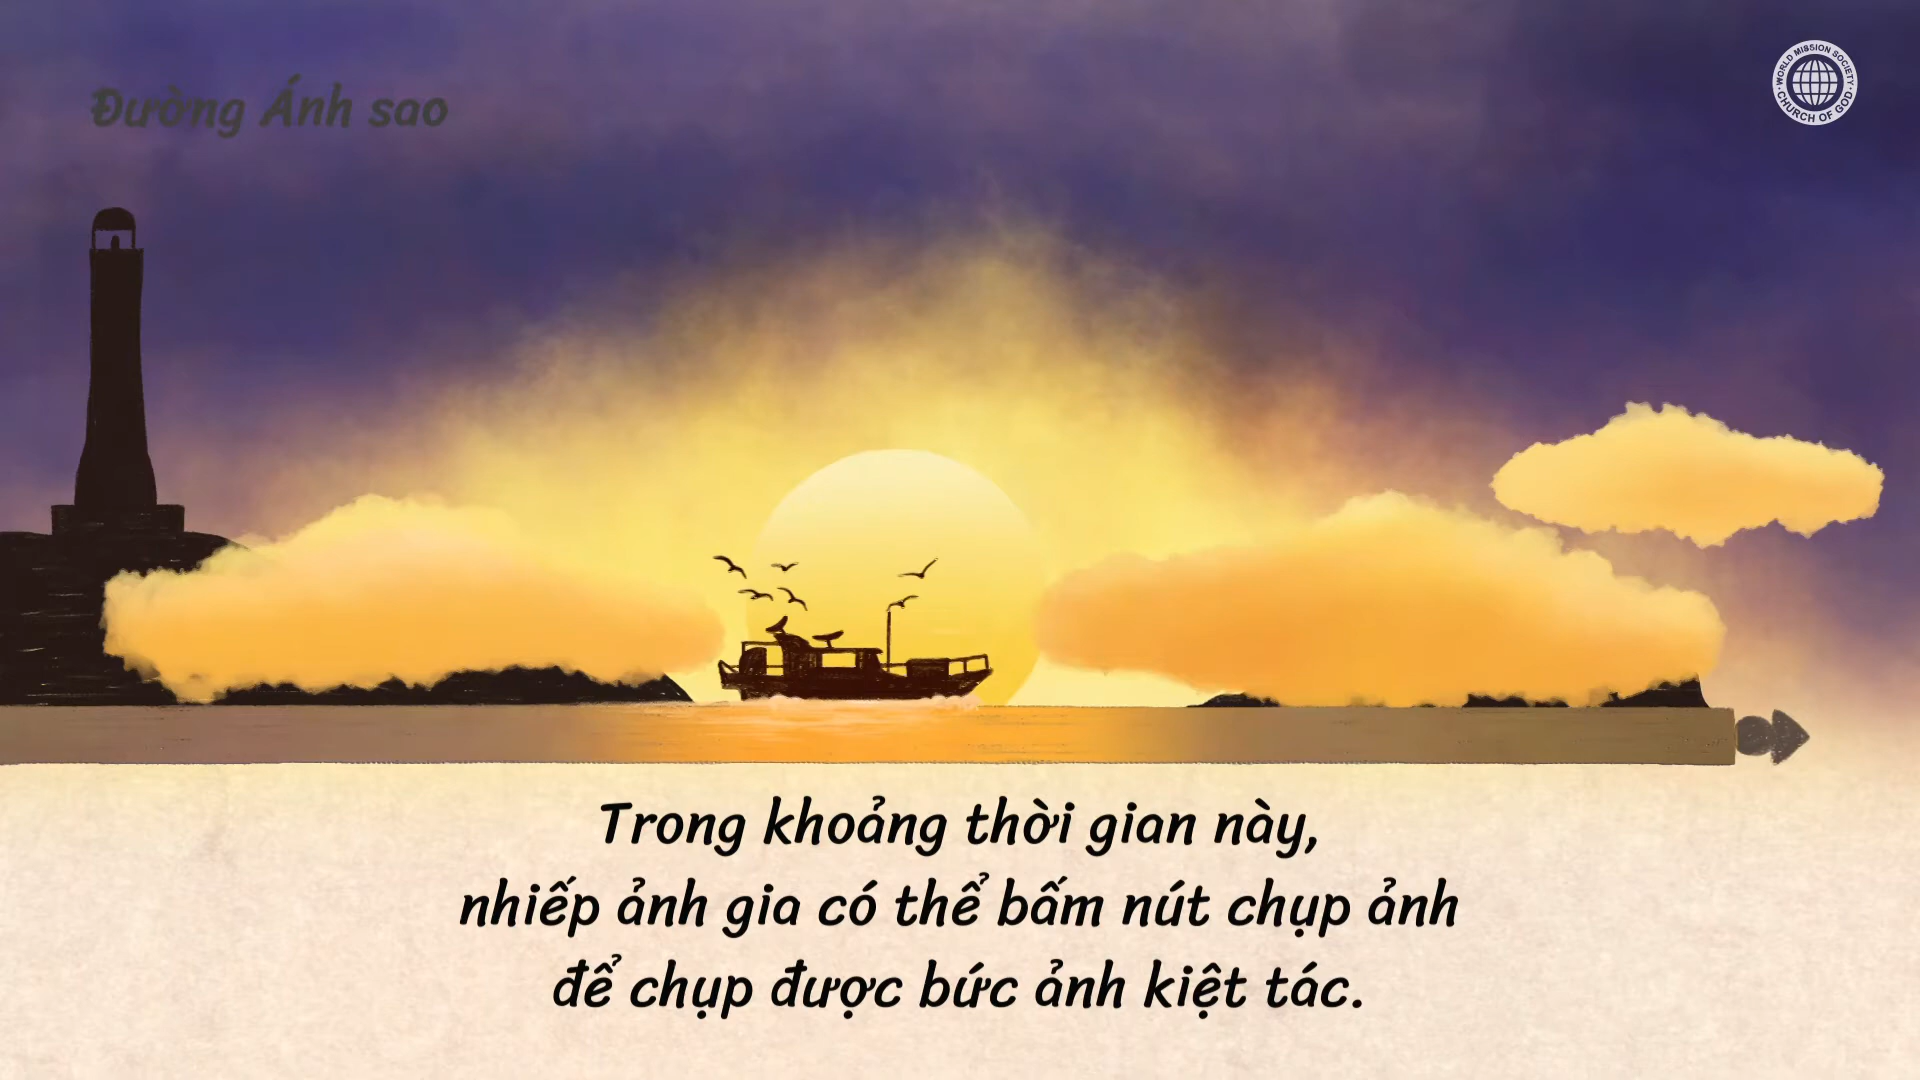 Đường Ánh sao
WORLD MISSION SOCIETY
CHURCH OF GOD
Trong khoảng thời gian này,
nhiếp ảnh gia có thể bấm nút chụp ảnh
để chụp được bức ảnh kiệt tác.